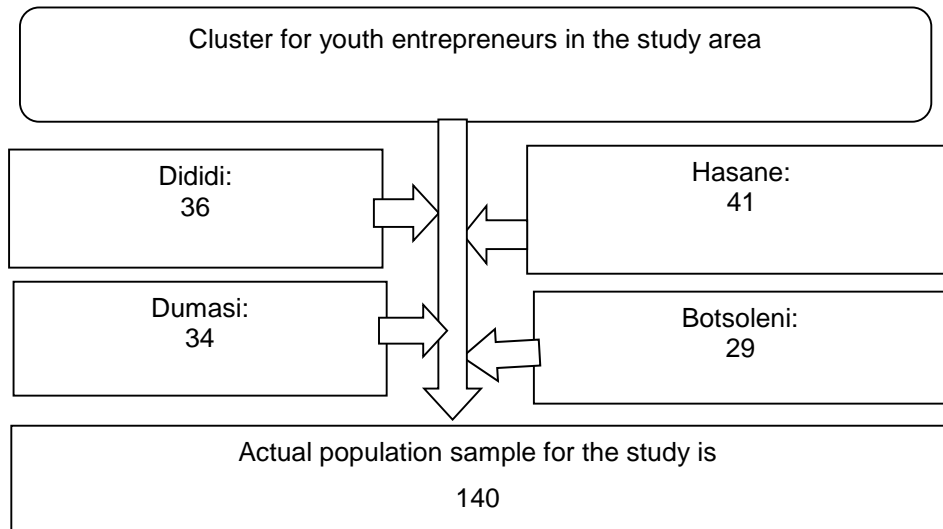 Cluster for youth entrepreneurs in the study area
Dididi:
36
Hasane:
41
Dumasi:
34
Botsoleni:
29
Actual population sample for the study is
140